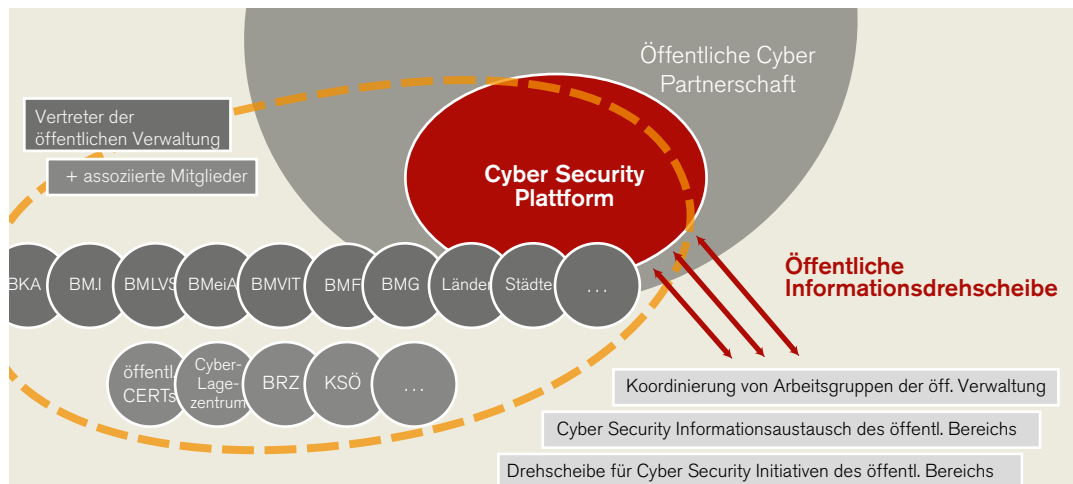 Öffentliche Cyber
Partnerschaft
Vertreter der
öffentlichen Verwaltung
+ assoziierte Mitglieder
Cyber Security
Plattform
BKA BM.I BMLVS BMeiA BMVIT BMF BMG Länder Städte ...
Öffentliche
Informationsdrehscheibe
öffentl.
CERTs
Cyber-
Lage-
zentrum
BRZ KSÖ ...
Koordinierung von Arbeitsgruppen der öff. Verwaltung
Cyber Security Informationsaustausch des öffentl. Bereichs
Drehscheibe für Cyber Security Initiativen des öffentl. Bereichs